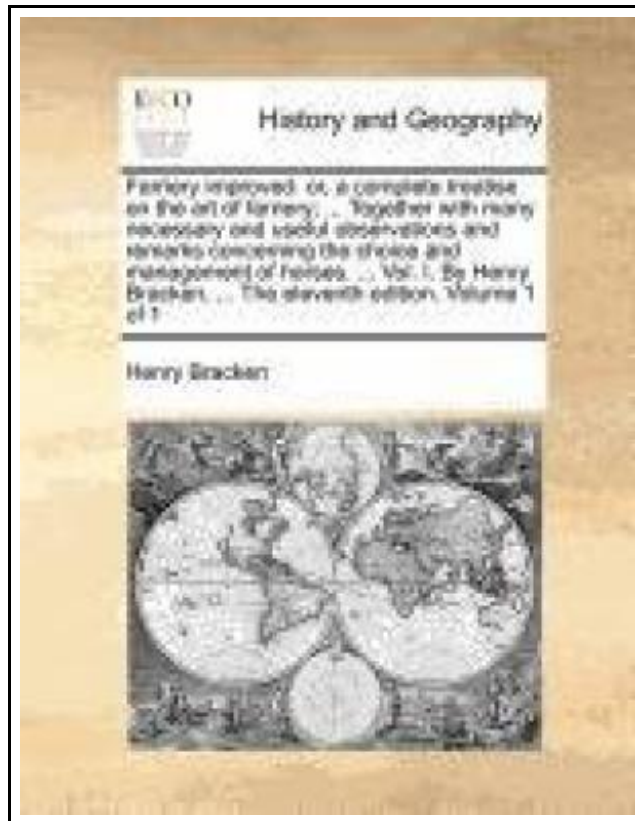 ECCO
History and Geography
Farriery improved: or, a complete treatise
on the art of farriery; ... Together with many
necessary and useful observations and
remarks concerning the choice and
management of horses. ... Vol. I. By Henry
Bracken, ... The eleventh edition. Volume 1
of 1
Henry Bracken